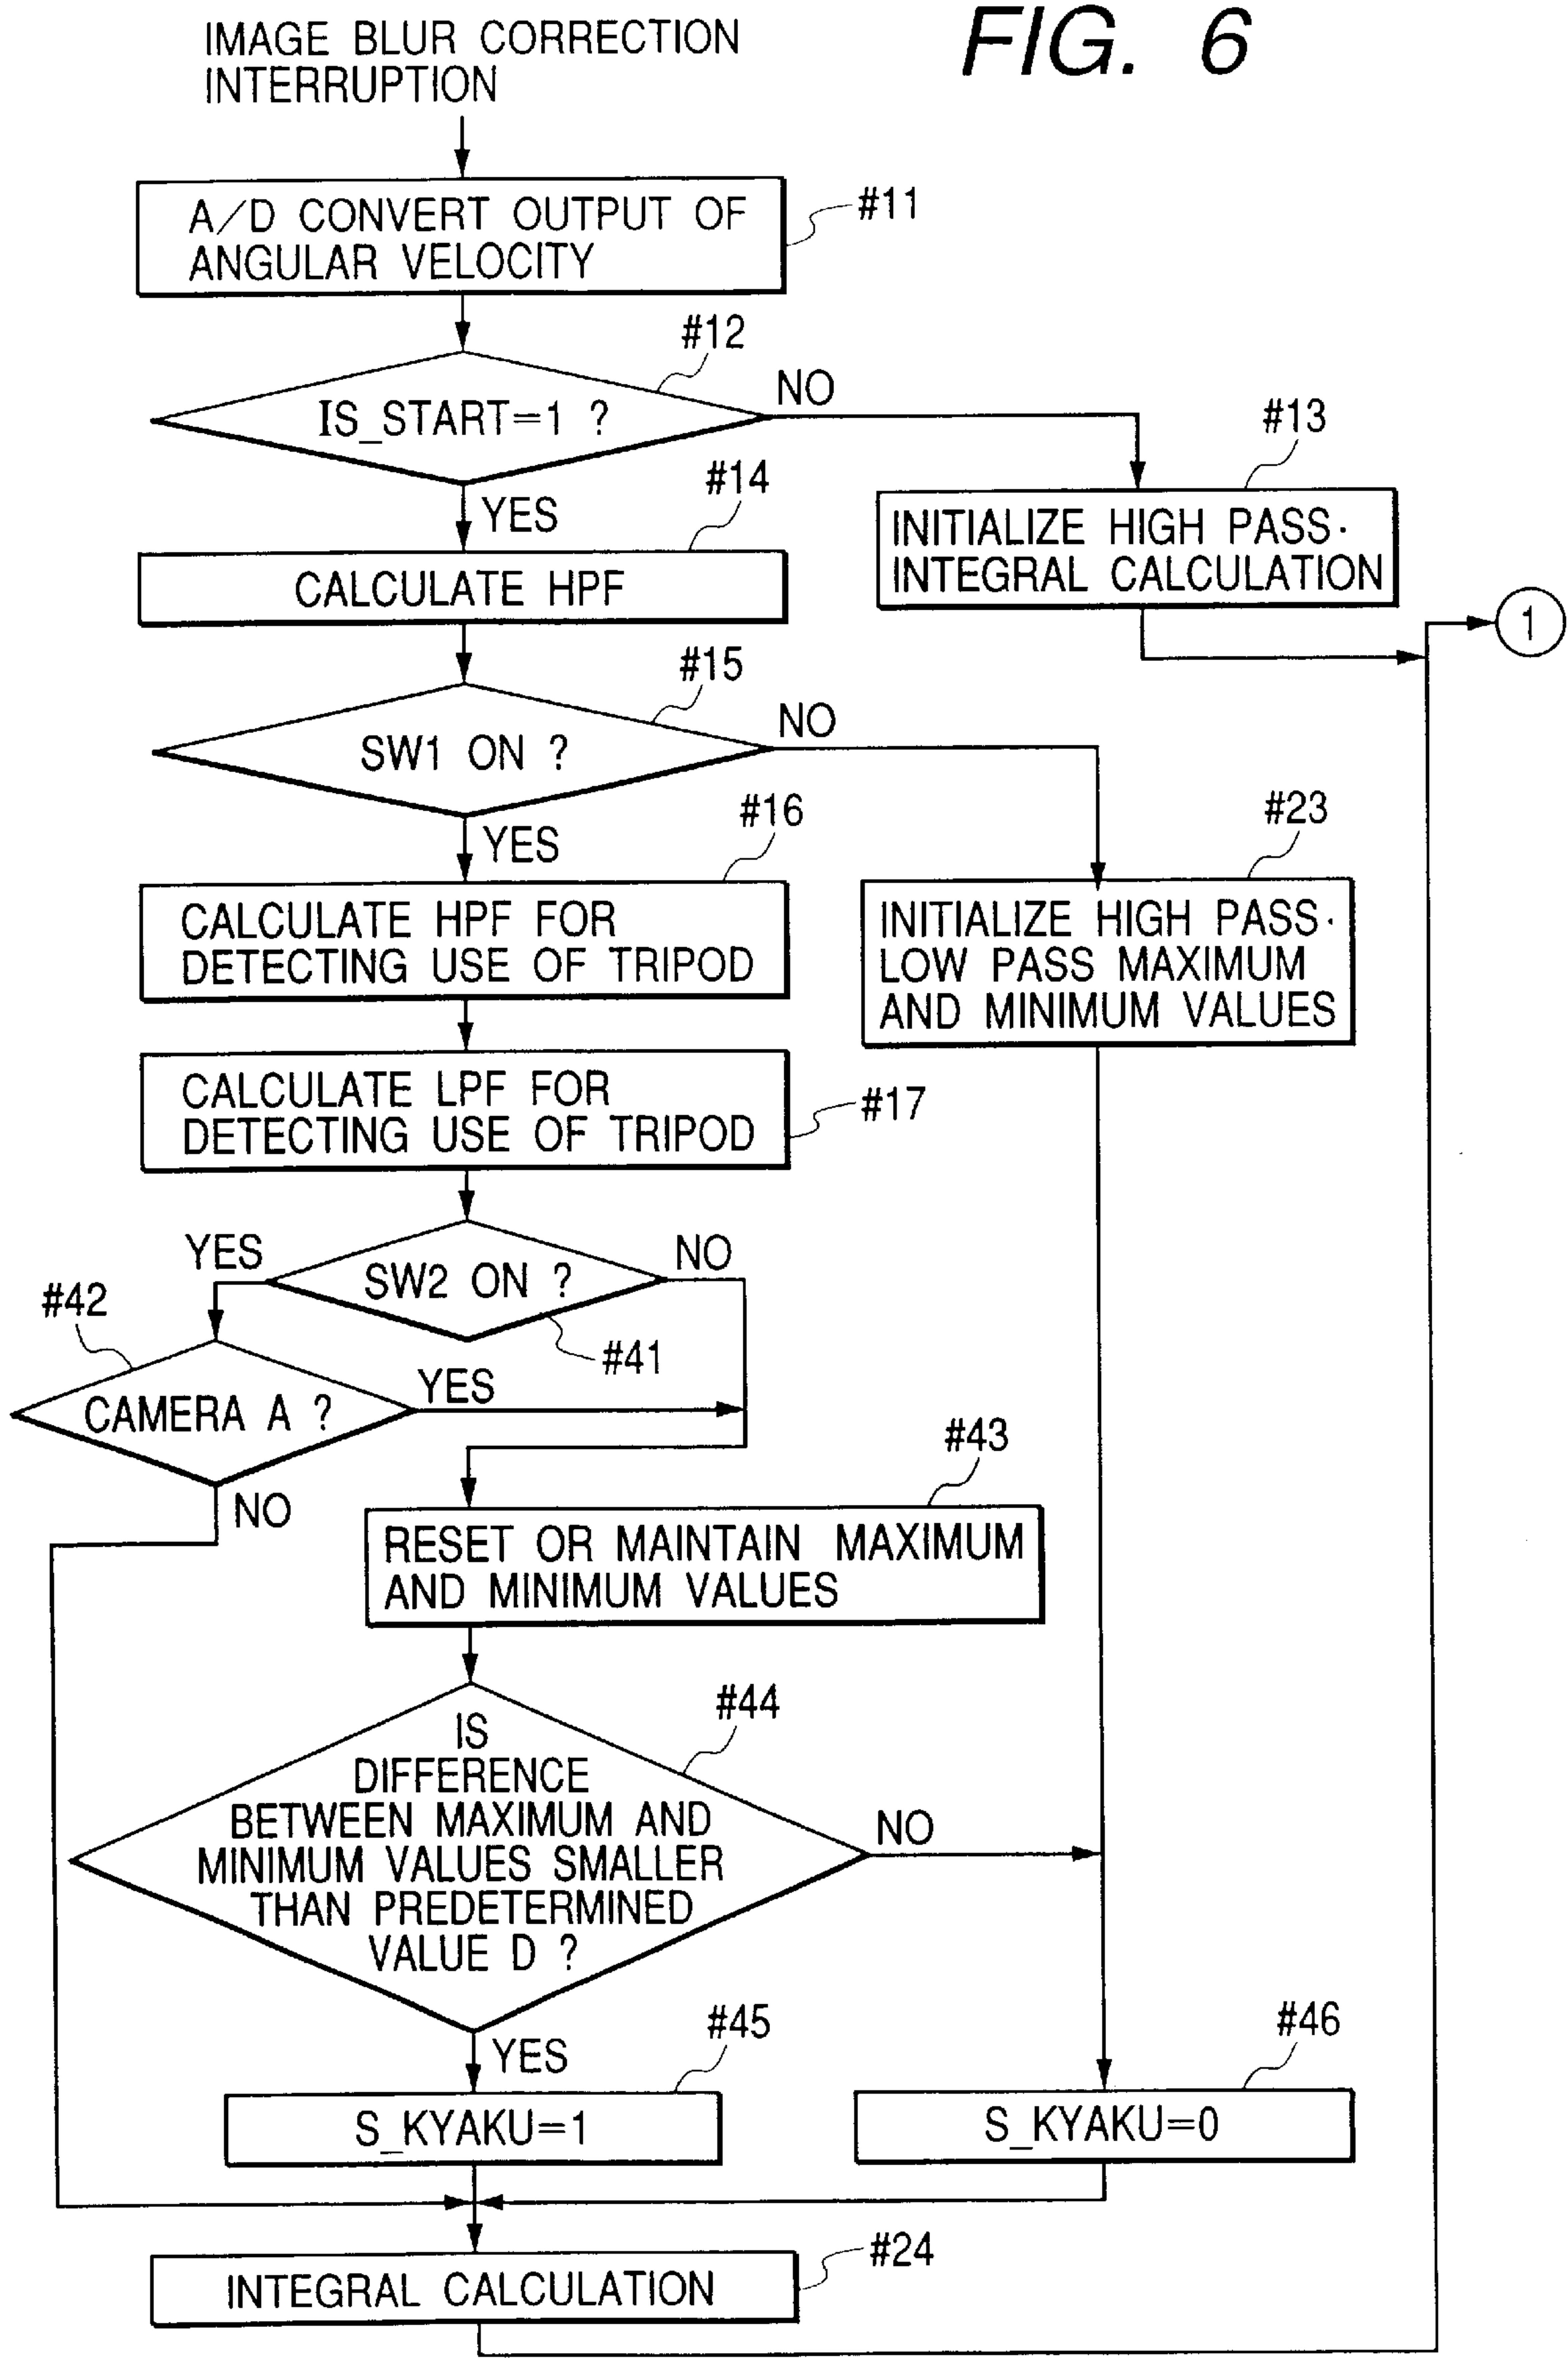 FIG. 6
IMAGE BLUR CORRECTION
INTERRUPTION
A/D CONVERT OUTPUT OF
ANGULAR VELOCITY
#11
#12
IS_START=1 ?
NO
YES
#13
INITIALIZE HIGH PASS·
INTEGRAL CALCULATION
#14
CALCULATE HPF
1
#15
SW1 ON ?
NO
YES
#16
CALCULATE HPF FOR
DETECTING USE OF TRIPOD
#23
INITIALIZE HIGH PASS·
LOW PASS MAXIMUM
AND MINIMUM VALUES
CALCULATE LPF FOR
DETECTING USE OF TRIPOD
#17
YES
SW2 ON ?
NO
#41
#42
CAMERA A ?
YES
NO
#43
RESET OR MAINTAIN MAXIMUM
AND MINIMUM VALUES
#44
IS
DIFFERENCE
BETWEEN MAXIMUM AND
MINIMUM VALUES SMALLER
THAN PREDETERMINED
VALUE D ?
NO
YES
#45
S_KYAKU=1
#46
S_KYAKU=0
#24
INTEGRAL CALCULATION